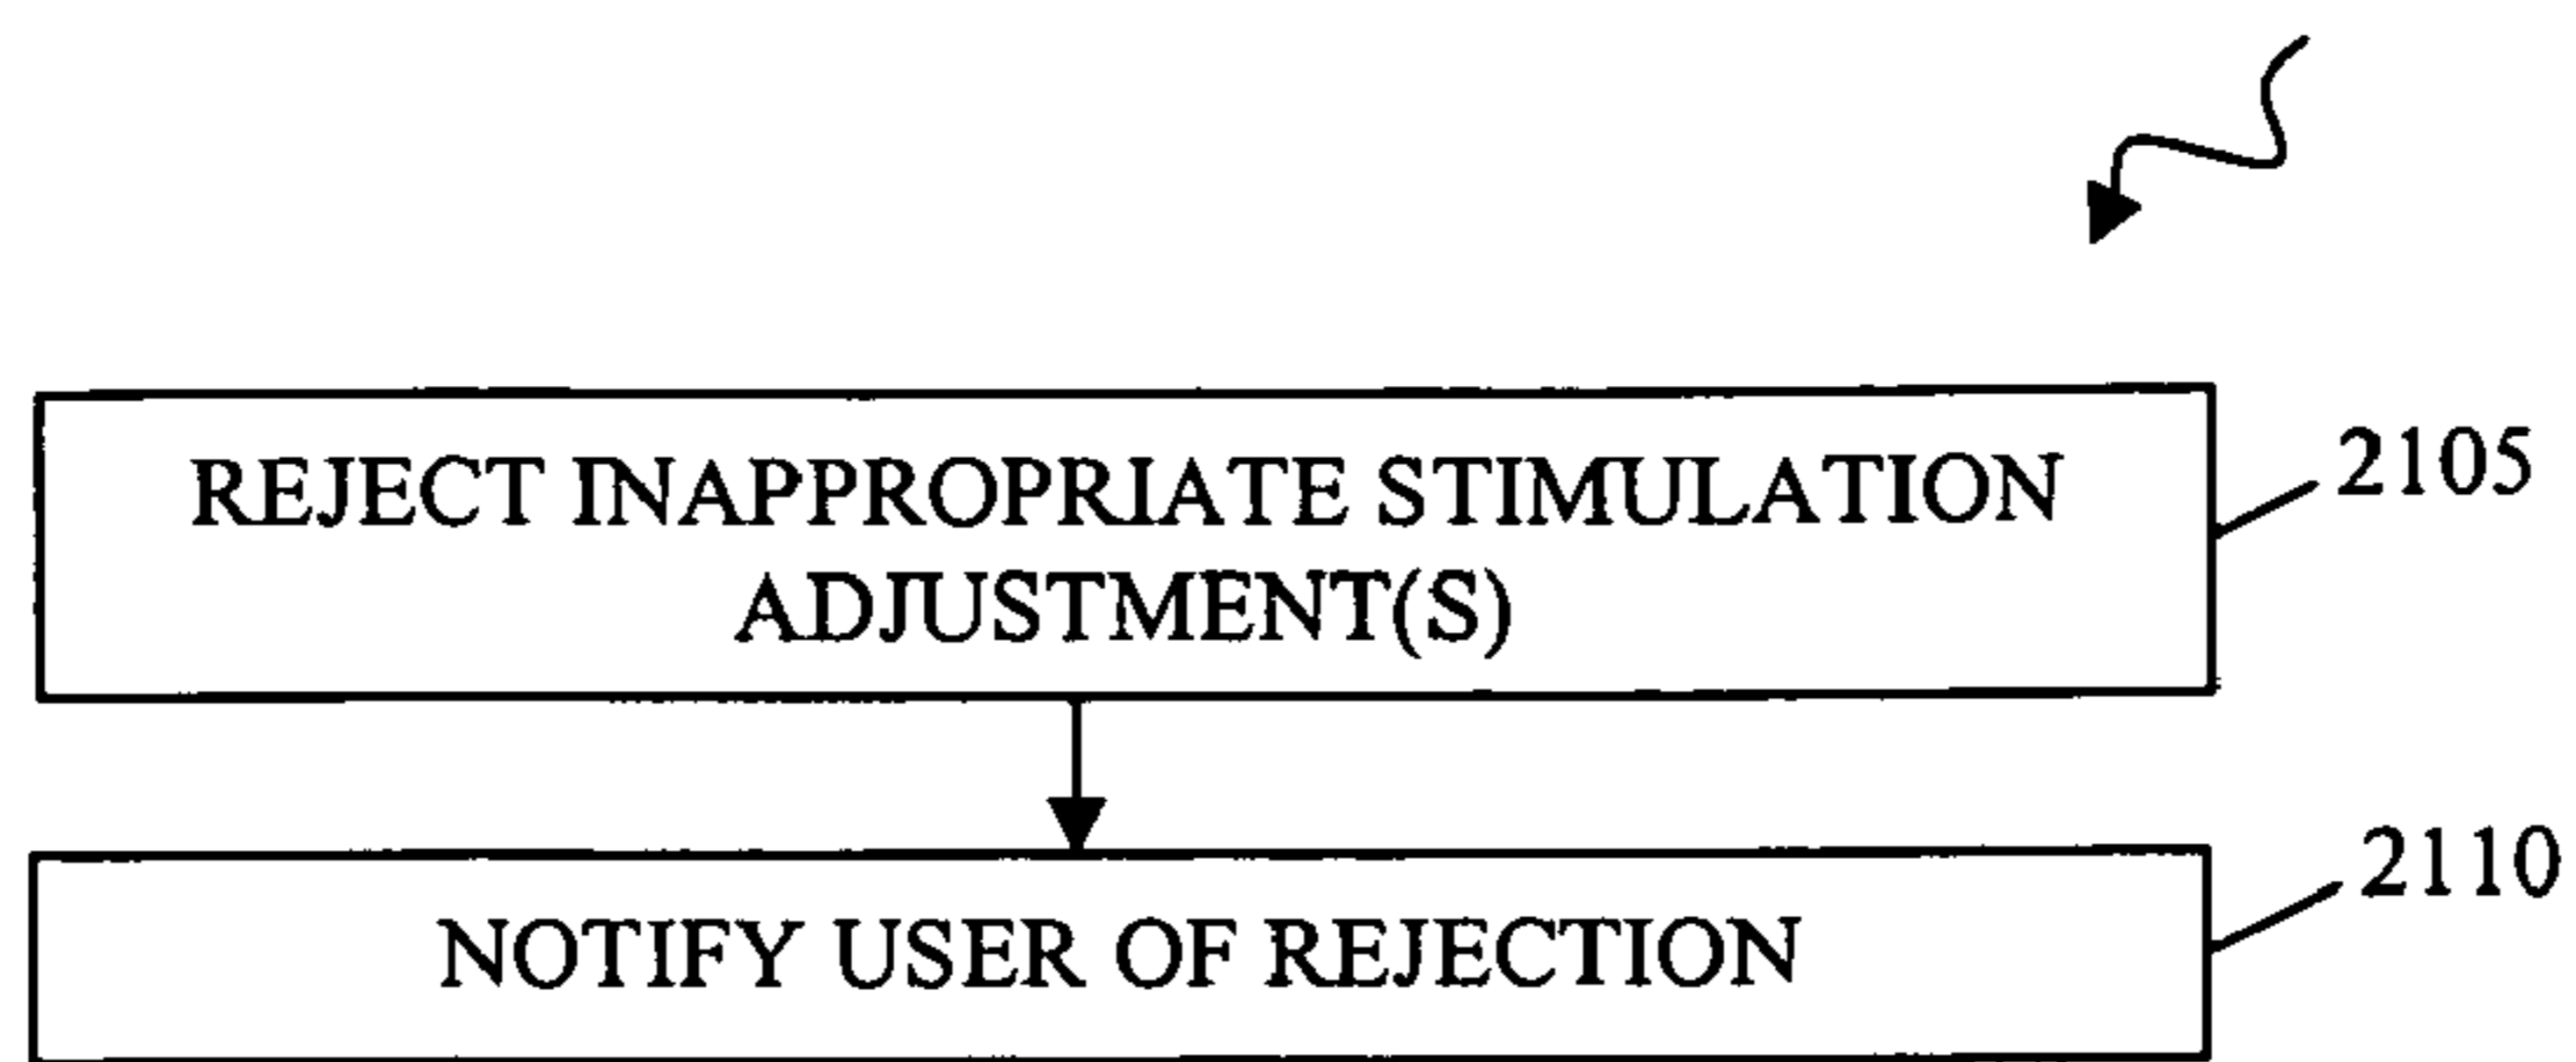 REJECT INAPPROPRIATE STIMULATION
ADJUSTMENT(S)
2105
NOTIFY USER OF REJECTION
2110